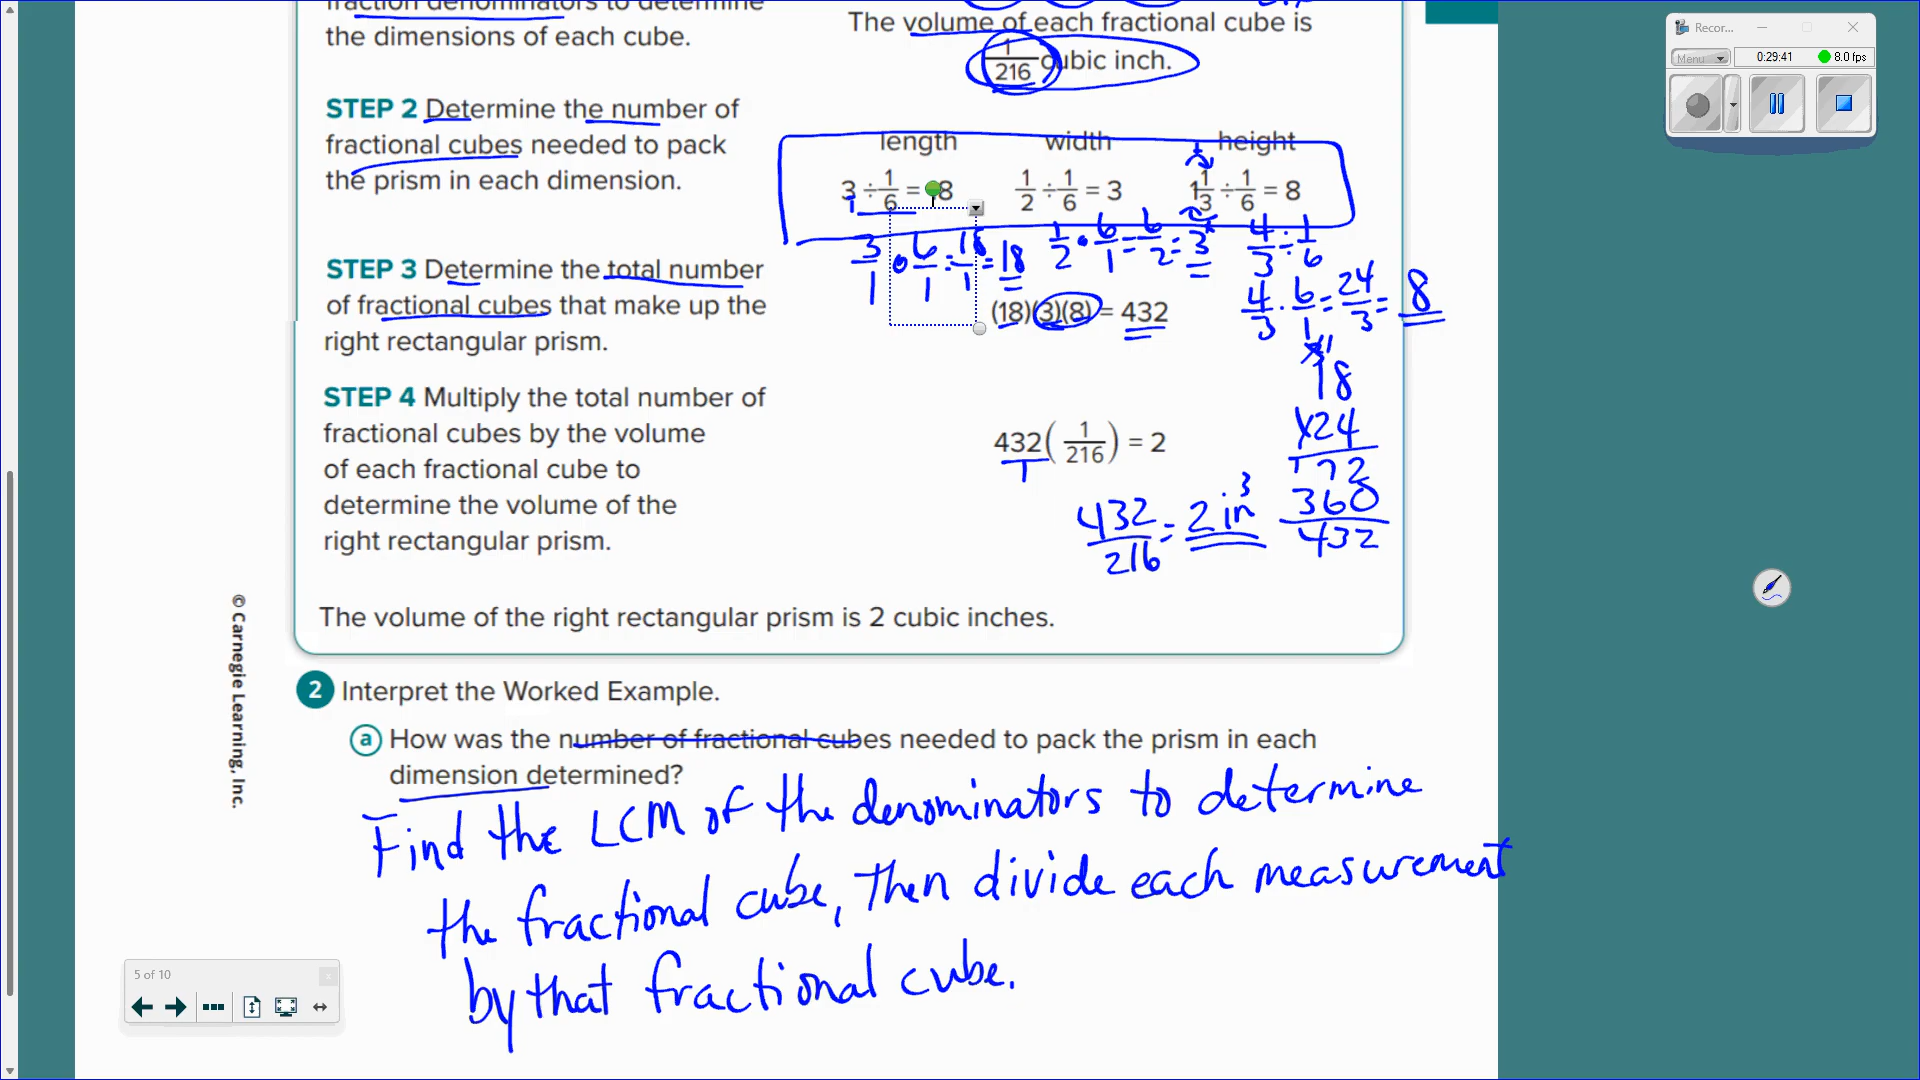 fraction denominators to determine
the dimensions of each cube.
The volume of each fractional cube is
1/216 cubic inch.
STEP 2 Determine the number of
fractional cubes needed to pack
the prism in each dimension.
length width height
3 ÷ 1/6 = 8 1/2 ÷ 1/6 = 3 1 1/3 ÷ 1/6 = 8
3/1 • 6/1 = 18/1 = 18 1/2 • 6/1 = 6/2 = 3 4/3 ÷ 1/6
4/3 · 6/1 = 24/3 = 8
STEP 3 Determine the total number
of fractional cubes that make up the
right rectangular prism.
(18)(3)(8) = 432
18
x24
72
360
432
STEP 4 Multiply the total number of
fractional cubes by the volume
of each fractional cube to
determine the volume of the
right rectangular prism.
432/1 (1/216) = 2
432/216 = 2 in³
The volume of the right rectangular prism is 2 cubic inches.
© Carnegie Learning, Inc.
2 Interpret the Worked Example.
a How was the number of fractional cubes needed to pack the prism in each
dimension determined?
Find the LCM of the denominators to determine
the fractional cube, then divide each measurement
by that fractional cube.
5 of 10
Recor...
Menu
0:29:41
8.0 fps